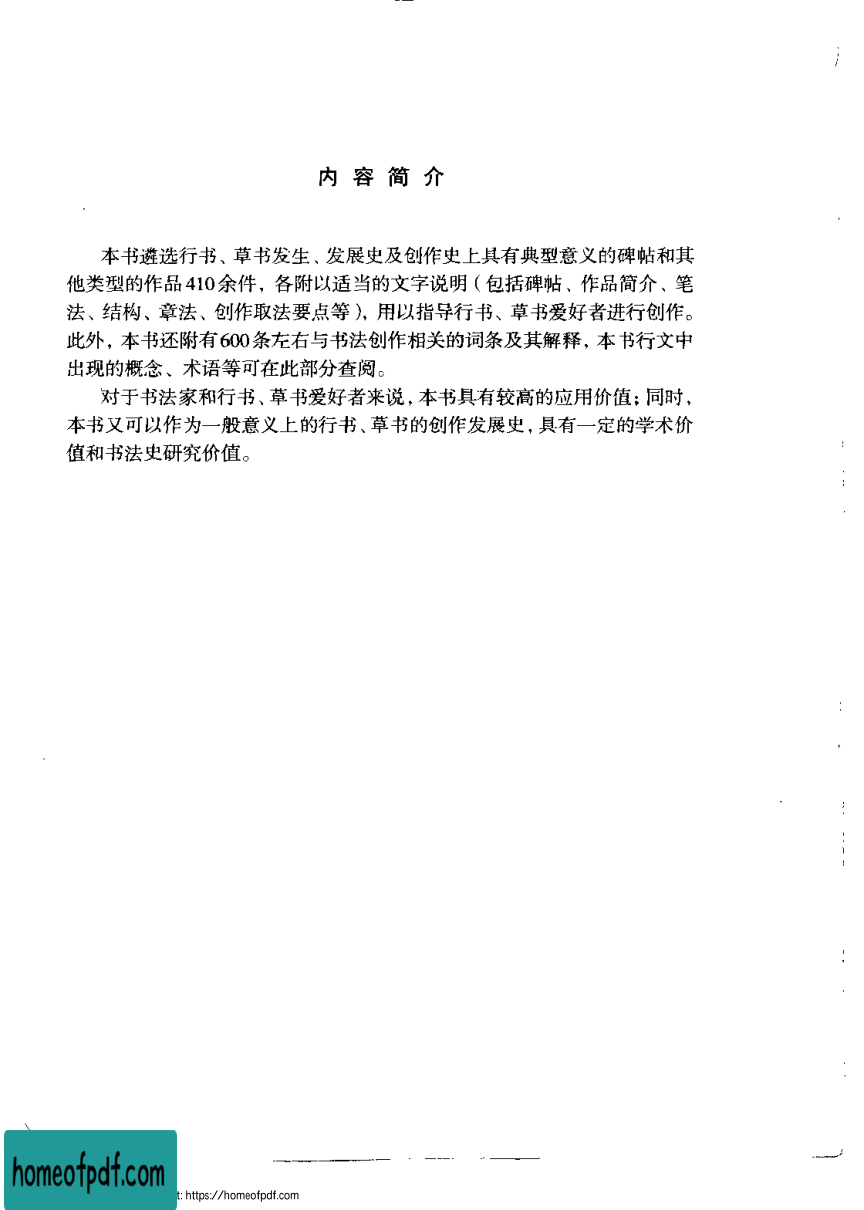 内容简介
本书遴选行书、草书发生、发展史及创作史上具有典型意义的碑帖和其
他类型的作品410余件，各附以适当的文字说明（包括碑帖、作品简介、笔
法、结构、章法、创作取法要点等），用以指导行书、草书爱好者进行创作。
此外，本书还附有600条左右与书法创作相关的词条及其解释，本书行文中
出现的概念、术语等可在此部分查阅。
对于书法家和行书、草书爱好者来说，本书具有较高的应用价值；同时，
本书又可以作为一般意义上的行书、草书的创作发展史，具有一定的学术价
值和书法史研究价值。
homeofpdf.com
t: https://homeofpdf.com